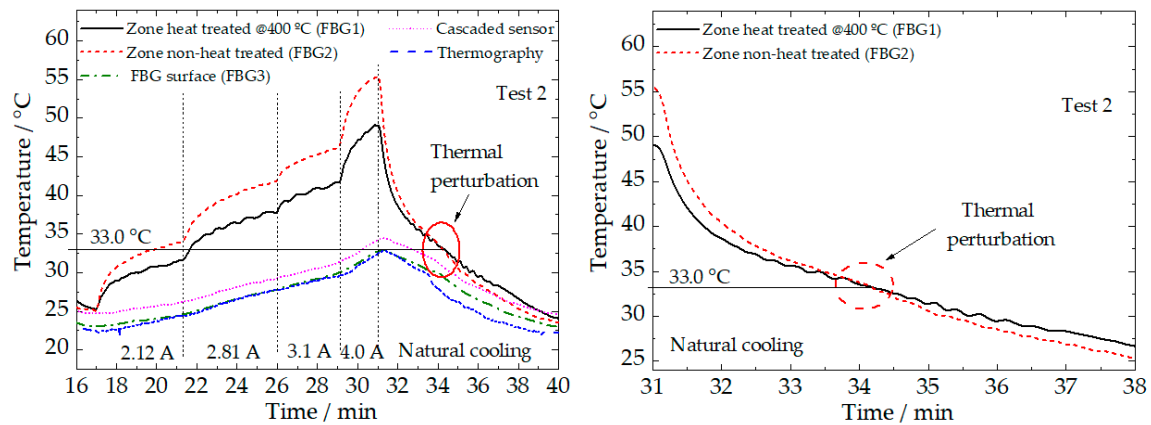 Zone heat treated @400 ºC (FBG1)
Cascaded sensor
Zone non-heat treated (FBG2)
Thermography
FBG surface (FBG3)
Test 2
Thermal
perturbation
33.0 °C
2.12 A
2.81 A
3.1 A
4.0 A
Natural cooling
60
55
50
45
40
35
30
25
20
Temperature / °C
16 18 20 22 24 26 28 30 32 34 36 38 40
Time / min
Zone heat treated @400 ºC (FBG1)
Zone non-heat treated (FBG2)
Test 2
Thermal
perturbation
33.0 °C
Natural cooling
60
55
50
45
40
35
30
25
Temperature / °C
31 32 33 34 35 36 37 38
Time / min